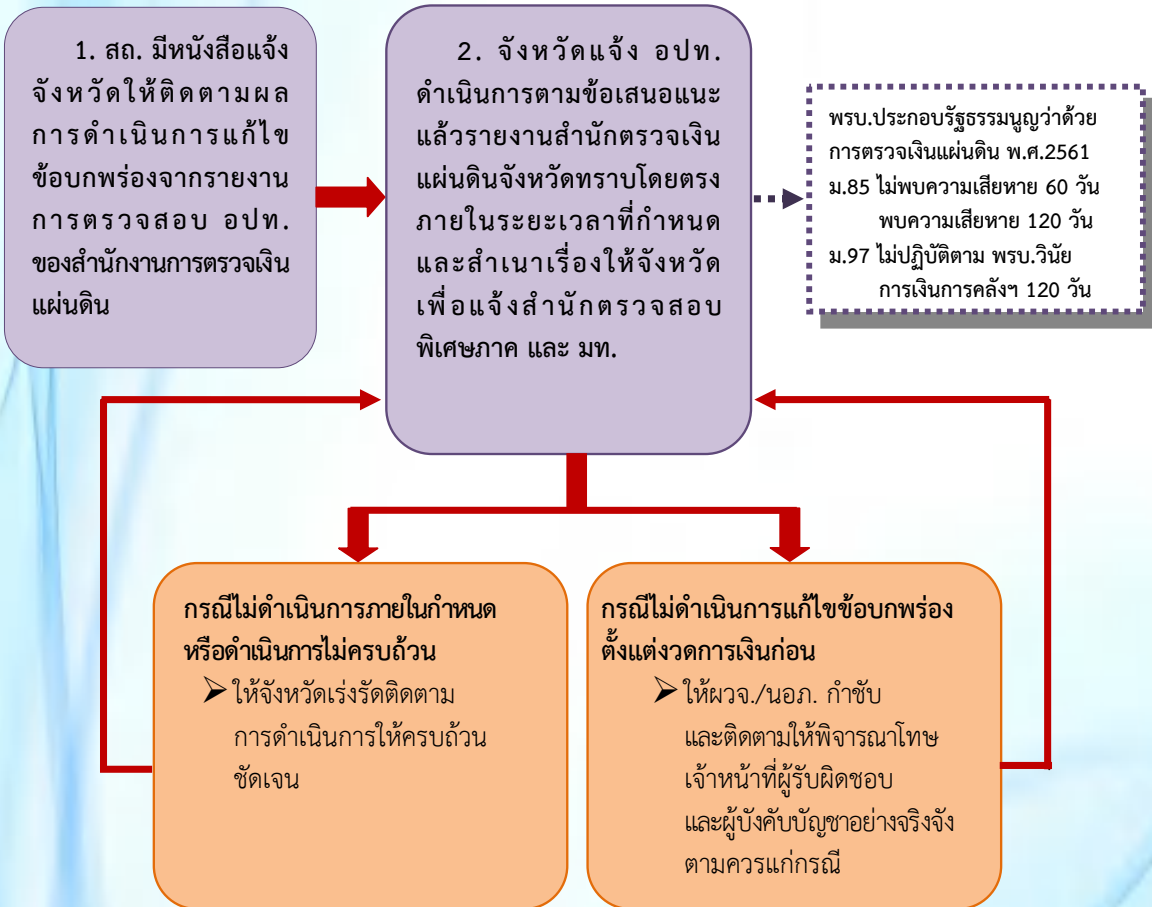 1. สถ. มีหนังสือแจ้ง
จังหวัดให้ติดตามผล
การดำเนินการแก้ไข
ข้อบกพร่องจากรายงาน
การตรวจสอบ อปท.
ของสำนักงานการตรวจเงิน
แผ่นดิน
2. จังหวัดแจ้ง อปท.
ดำเนินการตามข้อเสนอแนะ
แล้วรายงานสำนักตรวจเงิน
แผ่นดินจังหวัดทราบโดยตรง
ภายในระยะเวลาที่กำหนด
และสำเนาเรื่องให้จังหวัด
เพื่อแจ้งสำนักตรวจสอบ
พิเศษภาค และ มท.
พรบ.ประกอบรัฐธรรมนูญว่าด้วย
การตรวจเงินแผ่นดิน พ.ศ.2561
ม.85 ไม่พบความเสียหาย 60 วัน
พบความเสียหาย 120 วัน
ม.97 ไม่ปฏิบัติตาม พรบ.วินัย
การเงินการคลังฯ 120 วัน
กรณีไม่ดำเนินการภายในกำหนด
หรือดำเนินการไม่ครบถ้วน
➢ ให้จังหวัดเร่งรัดติดตาม
การดำเนินการให้ครบถ้วน
ชัดเจน
กรณีไม่ดำเนินการแก้ไขข้อบกพร่อง
ตั้งแต่งวดการเงินก่อน
➢ ให้ผวจ./นอภ. กำชับ
และติดตามให้พิจารณาโทษ
เจ้าหน้าที่ผู้รับผิดชอบ
และผู้บังคับบัญชาอย่างจริงจัง
ตามควรแก่กรณี